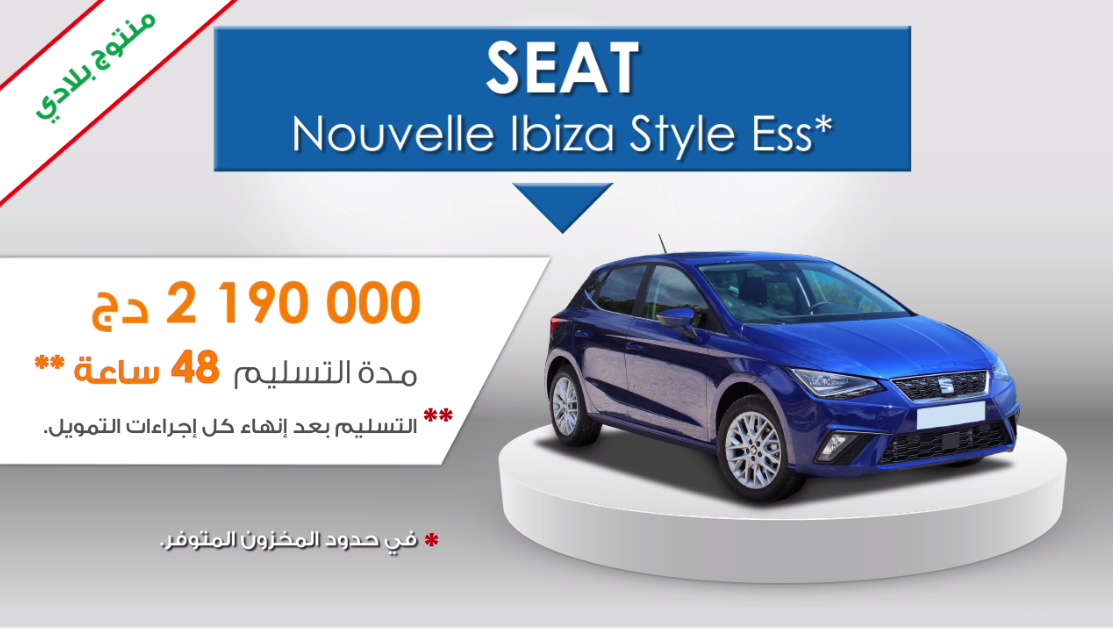 منتوج بلادي
SEAT
Nouvelle Ibiza Style Ess*
2 190 000 دج
مدة التسليم 48 ساعة **
** التسليم بعد إنهاء كل إجراءات التمويل.
* في حدود المخزون المتوفر.